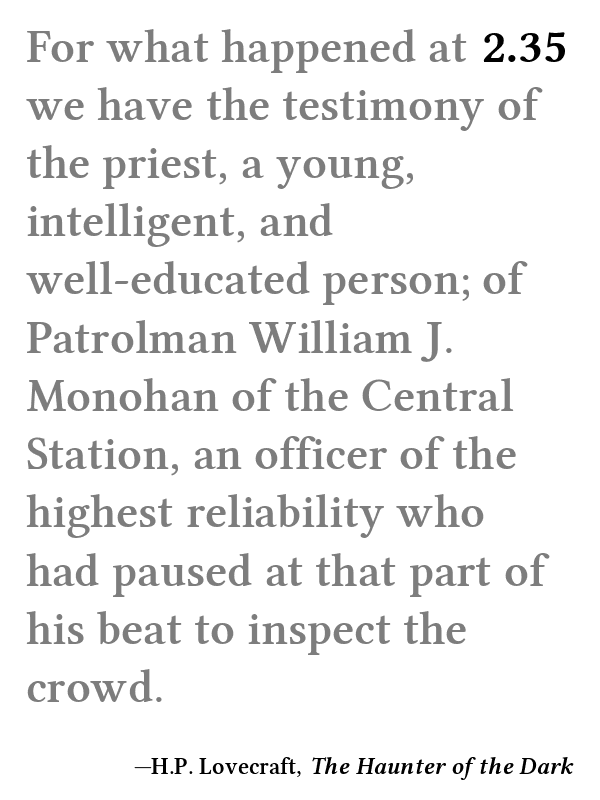 For what happened at 2.35
we have the testimony of
the priest, a young,
intelligent, and
well-educated person; of
Patrolman William J.
Monohan of the Central
Station, an officer of the
highest reliability who
had paused at that part of
his beat to inspect the
crowd.
—H.P. Lovecraft, The Haunter of the Dark